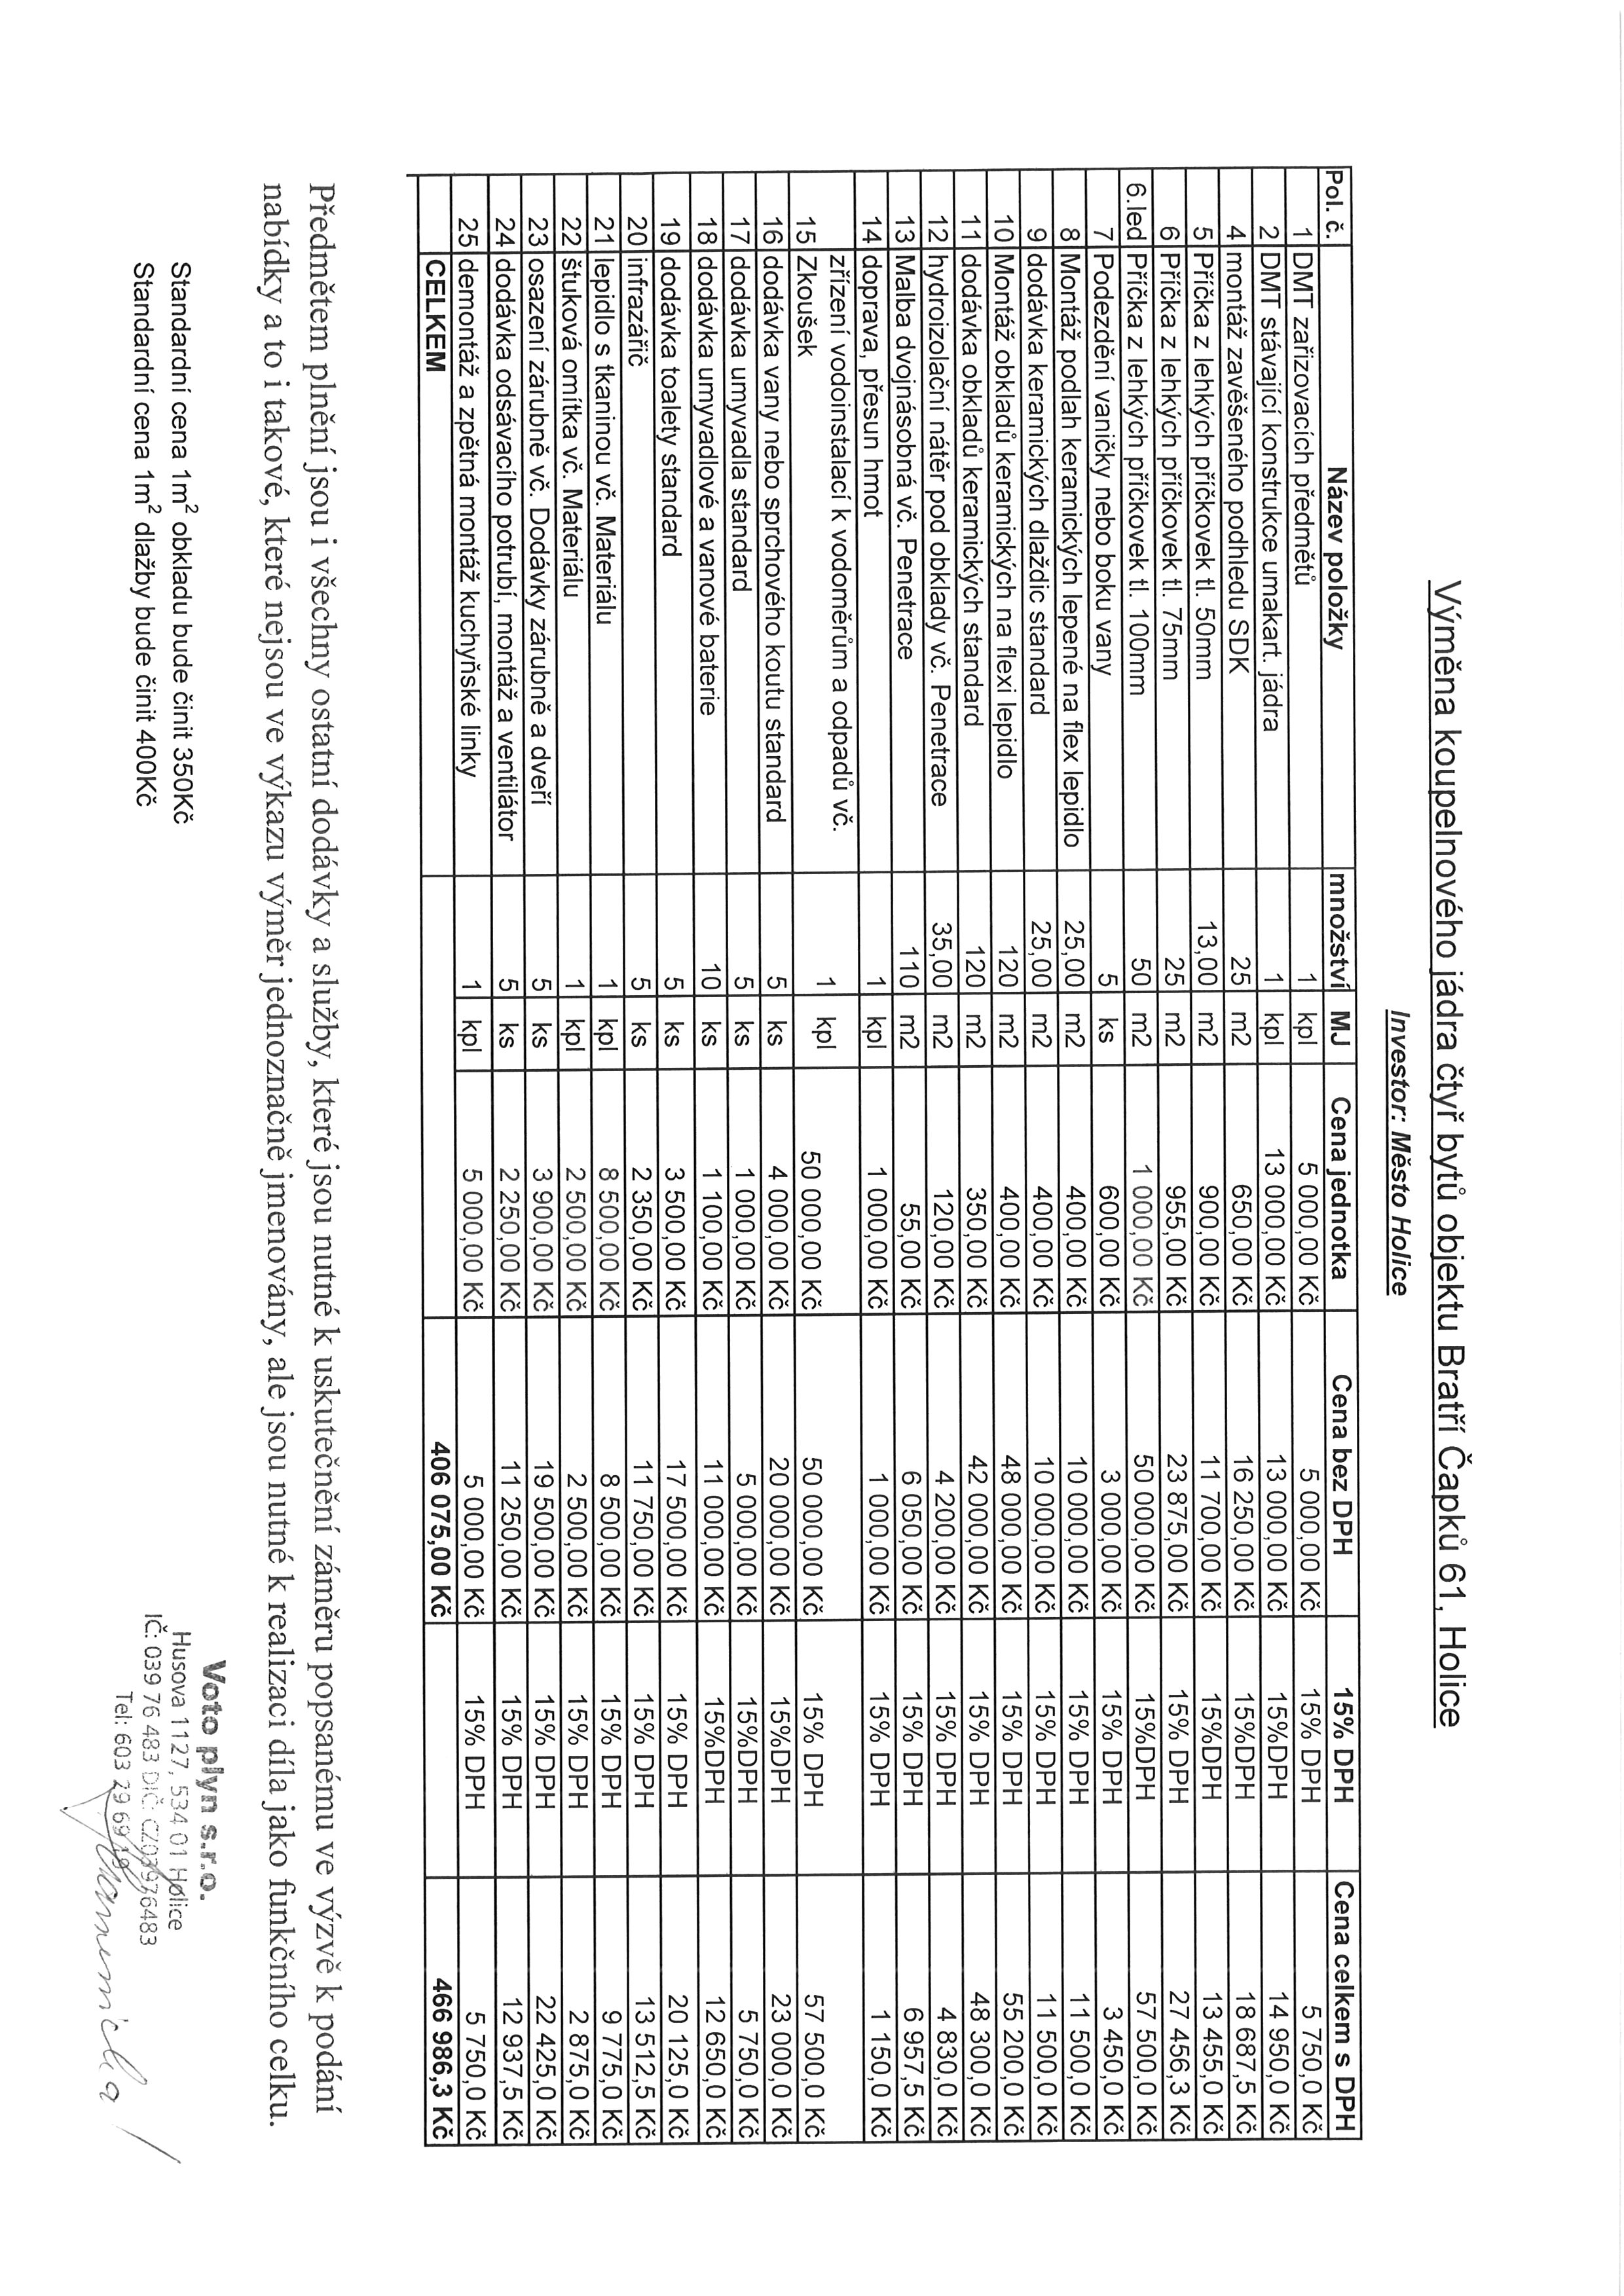 Výměna koupelnového jádra čtyř bytů objektu Bratří Čapků 61, Holice
Investor: Město Holice
Pol. č. Název položky množství MJ Cena jednotka Cena bez DPH 15% DPH Cena celkem s DPH
1 DMT zařizovacích předmětů 1 kpl 5 000,00 Kč 5 000,00 Kč 15% DPH 5 750,0 Kč
2 DMT stávající konstrukce umakart. jádra 1 kpl 13 000,00 Kč 13 000,00 Kč 15%DPH 14 950,0 Kč
4 montáž zavěšeného podhledu SDK 25 m2 650,00 Kč 16 250,00 Kč 15%DPH 18 687,5 Kč
5 Příčka z lehkých příčkovek tl. 50mm 13,00 m2 900,00 Kč 11 700,00 Kč 15%DPH 13 455,0 Kč
6 Příčka z lehkých příčkovek tl. 75mm 25 m2 955,00 Kč 23 875,00 Kč 15% DPH 27 456,3 Kč
6.led Příčka z lehkých příčkovek tl. 100mm 50 m2 1 000,00 Kč 50 000,00 Kč 15%DPH 57 500,0 Kč
7 Podezdění vaničky nebo boku vany 5 ks 600,00 Kč 3 000,00 Kč 15% DPH 3 450,0 Kč
8 Montáž podlah keramických lepené na flex lepidlo 25,00 m2 400,00 Kč 10 000,00 Kč 15% DPH 11 500,0 Kč
9 dodávka keramických dlaždic standard 25,00 m2 400,00 Kč 10 000,00 Kč 15% DPH 11 500,0 Kč
10 Montáž obkladů keramických na flexi lepidlo 120 m2 400,00 Kč 48 000,00 Kč 15% DPH 55 200,0 Kč
11 dodávka obkladů keramických standard 120 m2 350,00 Kč 42 000,00 Kč 15% DPH 48 300,0 Kč
12 hydroizolační nátěr pod obklady vč. Penetrace 35,00 m2 120,00 Kč 4 200,00 Kč 15% DPH 4 830,0 Kč
13 Malba dvojnásobná vč. Penetrace 110 m2 55,00 Kč 6 050,00 Kč 15% DPH 6 957,5 Kč
14 doprava, přesun hmot 1 kpl 1 000,00 Kč 1 000,00 Kč 15% DPH 1 150,0 Kč
zřízení vodoinstalací k vodoměrům a odpadů vč.
15 Zkoušek 1 kpl 50 000,00 Kč 50 000,00 Kč 15% DPH 57 500,0 Kč
16 dodávka vany nebo sprchového koutu standard 5 ks 4 000,00 Kč 20 000,00 Kč 15%DPH 23 000,0 Kč
17 dodávka umyvadla standard 5 ks 1 000,00 Kč 5 000,00 Kč 15%DPH 5 750,0 Kč
18 dodávka umyvadlové a vanové baterie 10 ks 1 100,00 Kč 11 000,00 Kč 15%DPH 12 650,0 Kč
19 dodávka toalety standard 5 ks 3 500,00 Kč 17 500,00 Kč 15% DPH 20 125,0 Kč
20 infrazářič 5 ks 2 350,00 Kč 11 750,00 Kč 15% DPH 13 512,5 Kč
21 lepidlo s tkaninou vč. Materiálu 1 kpl 8 500,00 Kč 8 500,00 Kč 15% DPH 9 775,0 Kč
22 štuková omítka vč. Materiálu 1 kpl 2 500,00 Kč 2 500,00 Kč 15% DPH 2 875,0 Kč
23 osazení zárubně vč. Dodávky zárubně a dveří 5 ks 3 900,00 Kč 19 500,00 Kč 15% DPH 22 425,0 Kč
24 dodávka odsávacího potrubí, montáž a ventilátor 5 ks 2 250,00 Kč 11 250,00 Kč 15% DPH 12 937,5 Kč
25 demontáž a zpětná montáž kuchyňské linky 1 kpl 5 000,00 Kč 5 000,00 Kč 15% DPH 5 750,0 Kč
CELKEM 406 075,00 Kč 466 986,3 Kč
Předmětem plnění jsou i všechny ostatní dodávky a služby, které jsou nutné k uskutečnění záměru popsanému ve výzvě k podání
nabídky a to i takové, které nejsou ve výkazu výměr jednoznačně jmenovány, ale jsou nutné k realizaci díla jako funkčního celku.
Standardní cena 1m² obkladu bude činit 350Kč
Standardní cena 1m² dlažby bude činit 400Kč
Voto plyn s.r.o.
Husova 1127, 534 01 Holice
IČ: 039 76 483 DIČ: CZ03976483
Tel: 603 29 69 19